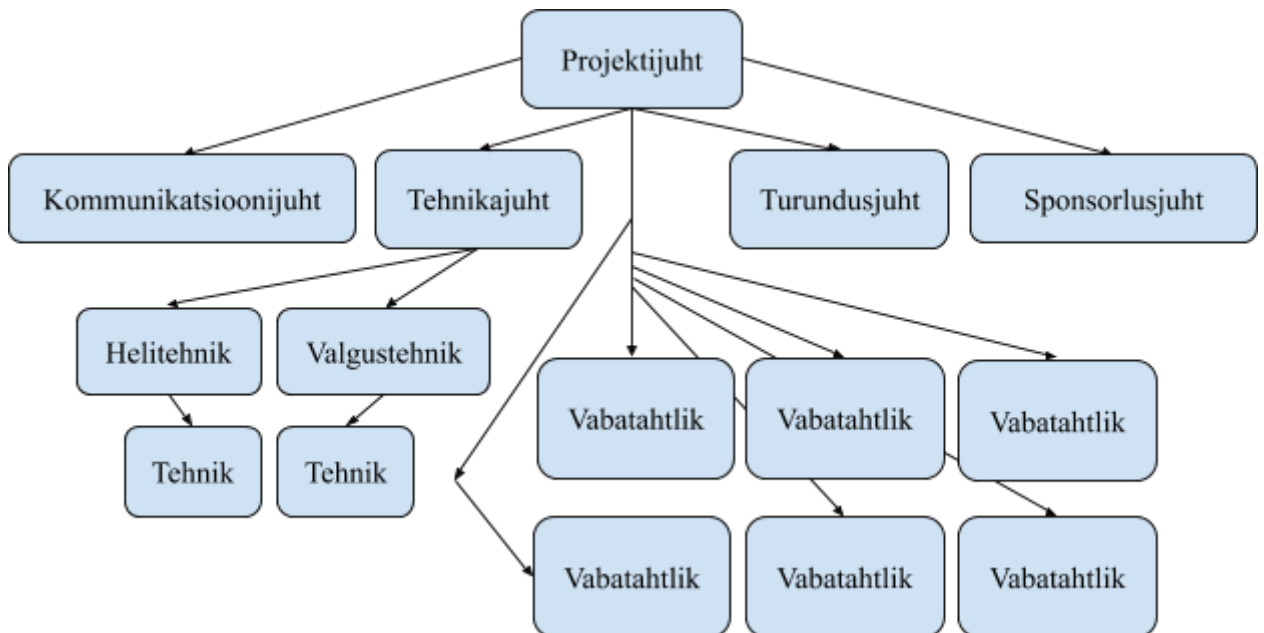 Projektijuht
Kommunikatsioonijuht
Tehnikajuht
Turundusjuht
Sponsorlusjuht
Helitehnik
Valgustehnik
Vabatahtlik
Vabatahtlik
Vabatahtlik
Tehnik
Tehnik
Vabatahtlik
Vabatahtlik
Vabatahtlik